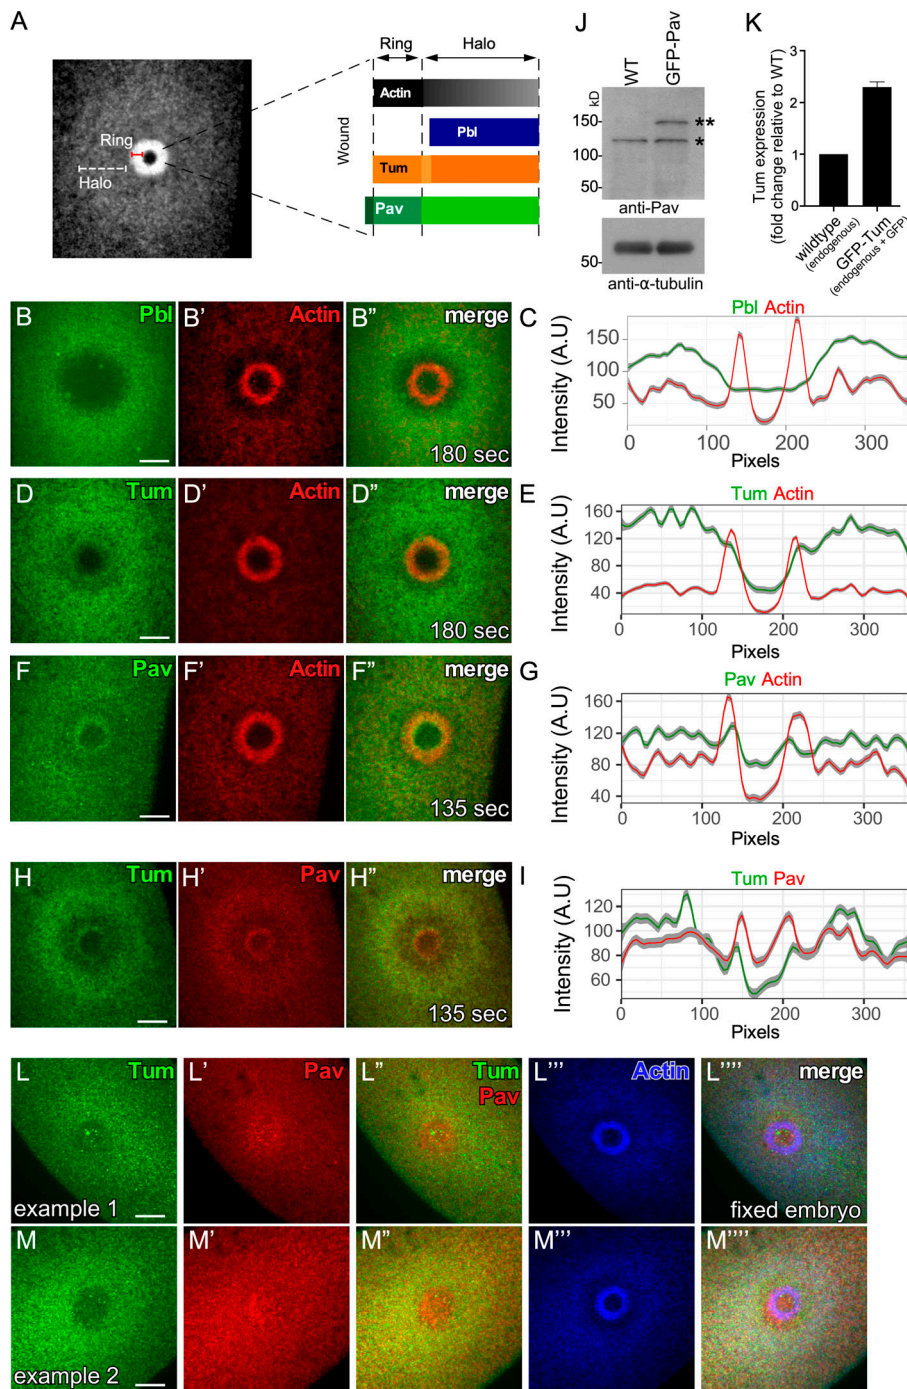 A
Ring
Halo
Wound
Ring Halo
Actin
Pbl
Tum
Pav
J
WT
GFP-Pav
kD
150
100
50
**
*
anti-Pav
50
anti-α-tubulin
K
Tum expression
(fold change relative to WT)
3
2
1
0
wildtype
(endogenous)
GFP-Tum
(endogenous + GFP)
B Pbl
B' Actin
B" merge
180 sec
C
Pbl Actin
Intensity (A.U)
150
100
50
0 100 200 300
Pixels
D Tum
D' Actin
D" merge
180 sec
E
Tum Actin
Intensity (A.U)
160
120
80
40
0 100 200 300
Pixels
F Pav
F' Actin
F" merge
135 sec
G
Pav Actin
Intensity (A.U)
160
120
80
40
0 100 200 300
Pixels
H Tum
H' Pav
H" merge
135 sec
I
Tum Pav
Intensity (A.U)
120
100
80
60
0 100 200 300
Pixels
L Tum
example 1
L' Pav
L" Tum
Pav
L''' Actin
L'''' merge
fixed embryo
M
example 2
M'
M"
M'''
M''''